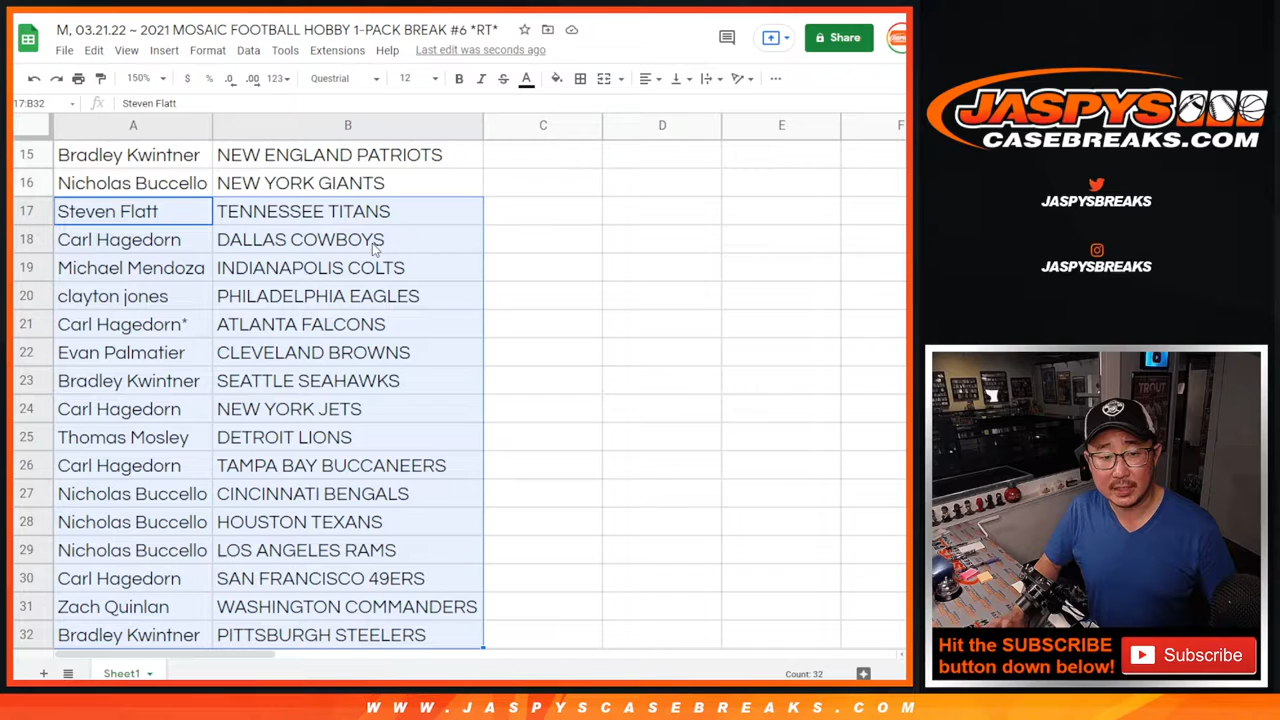 M, 03.21.22 ~ 2021 MOSAIC FOOTBALL HOBBY 1-PACK BREAK #6 *RT*
File Edit View Insert Format Data Tools Extensions Help Last edit was seconds ago
Share
150% $ % .0 .00 123 Questrial 12 B I S A
17:B32 fx Steven Flatt
A B C D E F
15 Bradley Kwintner NEW ENGLAND PATRIOTS
16 Nicholas Buccello NEW YORK GIANTS
17 Steven Flatt TENNESSEE TITANS
18 Carl Hagedorn DALLAS COWBOYS
19 Michael Mendoza INDIANAPOLIS COLTS
20 clayton jones PHILADELPHIA EAGLES
21 Carl Hagedorn* ATLANTA FALCONS
22 Evan Palmatier CLEVELAND BROWNS
23 Bradley Kwintner SEATTLE SEAHAWKS
24 Carl Hagedorn NEW YORK JETS
25 Thomas Mosley DETROIT LIONS
26 Carl Hagedorn TAMPA BAY BUCCANEERS
27 Nicholas Buccello CINCINNATI BENGALS
28 Nicholas Buccello HOUSTON TEXANS
29 Nicholas Buccello LOS ANGELES RAMS
30 Carl Hagedorn SAN FRANCISCO 49ERS
31 Zach Quinlan WASHINGTON COMMANDERS
32 Bradley Kwintner PITTSBURGH STEELERS
Sheet1
Count: 32
JASPYS
CASEBREAKS.COM
JASPYSBREAKS
JASPYSBREAKS
TROUT
Hit the SUBSCRIBE
button down below!
Subscribe
WWW.JASPYSCASEBREAKS.COM